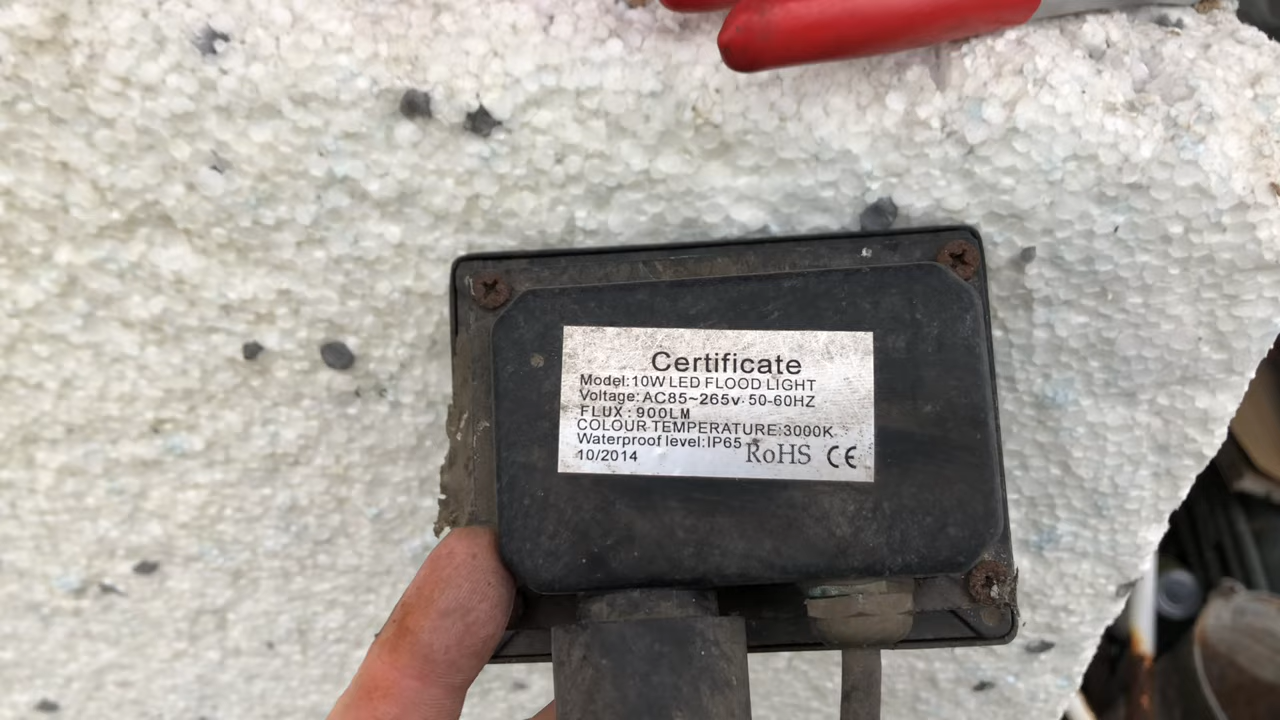 Certificate
Model:10W LED FLOOD LIGHT
Voltage: AC85~265v. 50-60HZ
FLUX : 900LM
COLOUR TEMPERATURE:3000K
Waterproof level:IP65
10/2014 RoHS CE